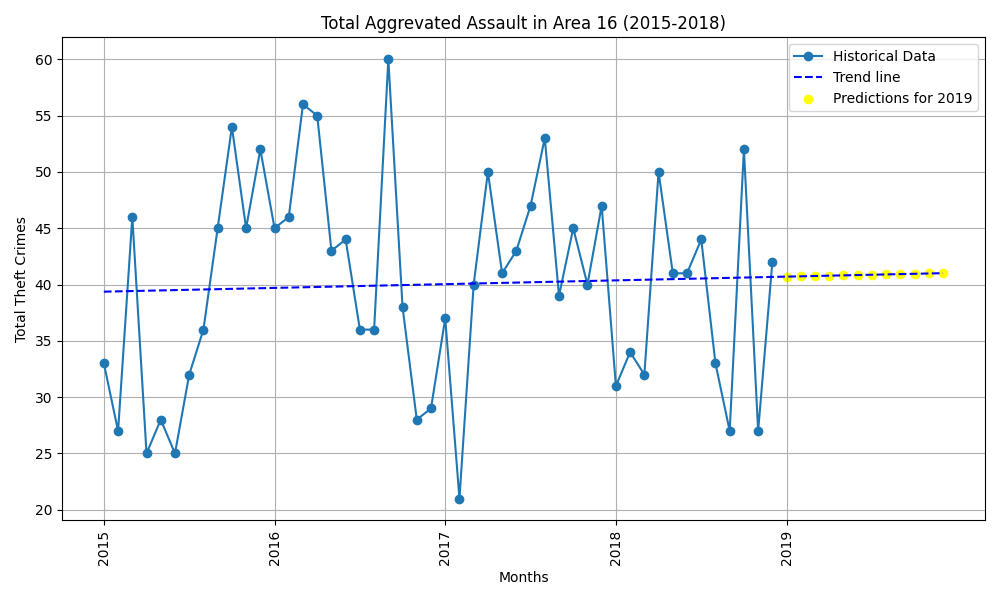 Total Aggrevated Assault in Area 16 (2015-2018)
Historical Data
Trend line
Predictions for 2019
Total Theft Crimes
60
55
50
45
40
35
30
25
20
2015
2016
2017
2018
2019
Months